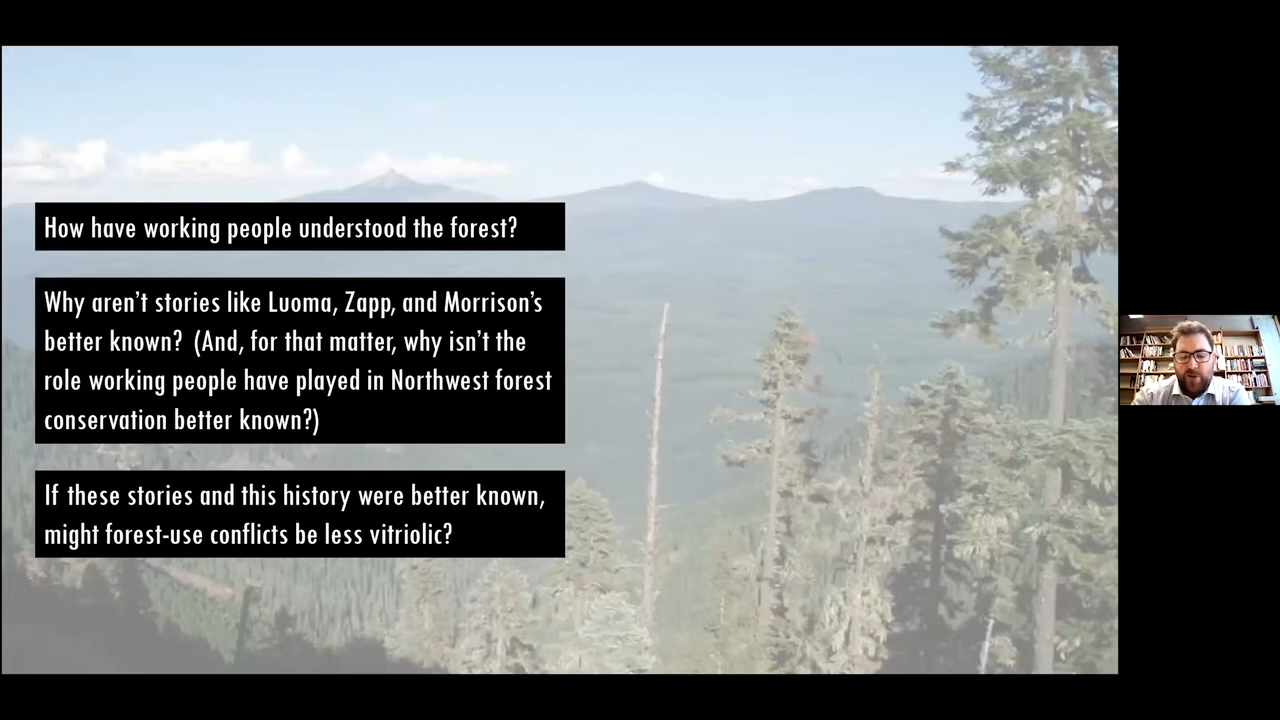 How have working people understood the forest?
Why aren’t stories like Luoma, Zapp, and Morrison’s
better known? (And, for that matter, why isn’t the
role working people have played in Northwest forest
conservation better known?)
If these stories and this history were better known,
might forest-use conflicts be less vitriolic?